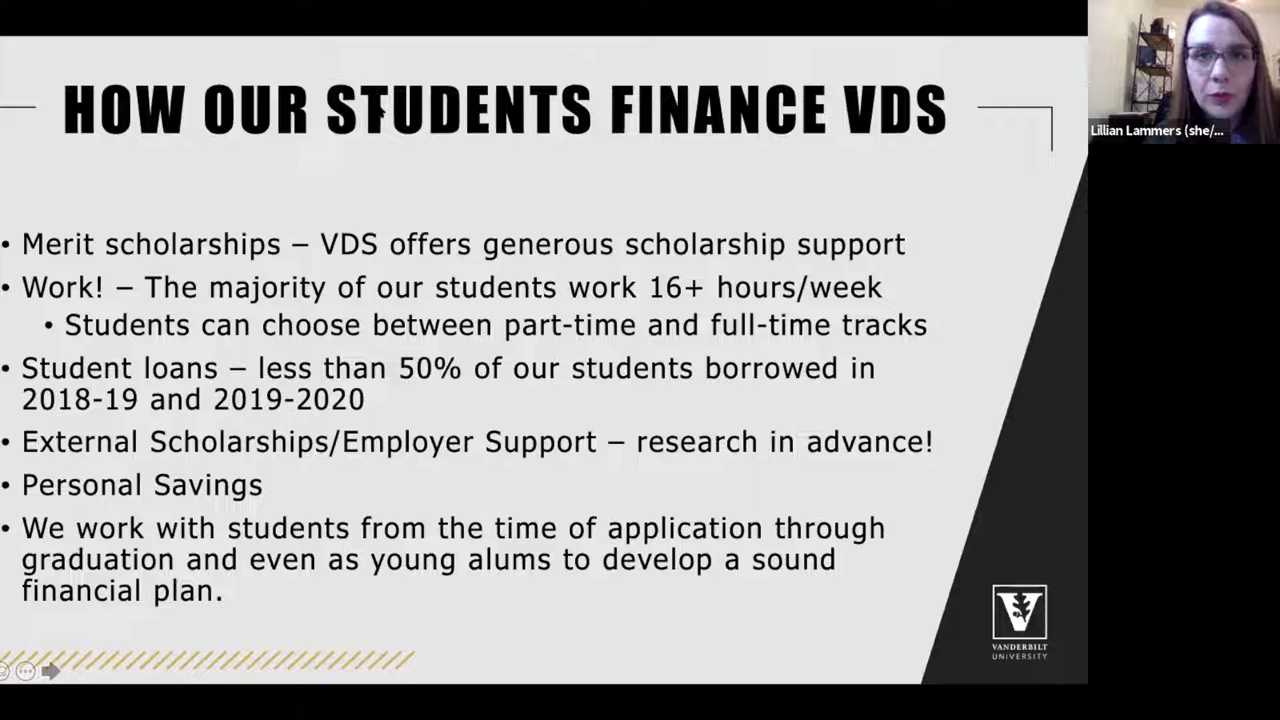 HOW OUR STUDENTS FINANCE VDS
• Merit scholarships – VDS offers generous scholarship support
• Work! – The majority of our students work 16+ hours/week
• Students can choose between part-time and full-time tracks
• Student loans – less than 50% of our students borrowed in
2018-19 and 2019-2020
• External Scholarships/Employer Support – research in advance!
• Personal Savings
• We work with students from the time of application through
graduation and even as young alums to develop a sound
financial plan.
V
VANDERBILT
UNIVERSITY
Lillian Lammers (she/...